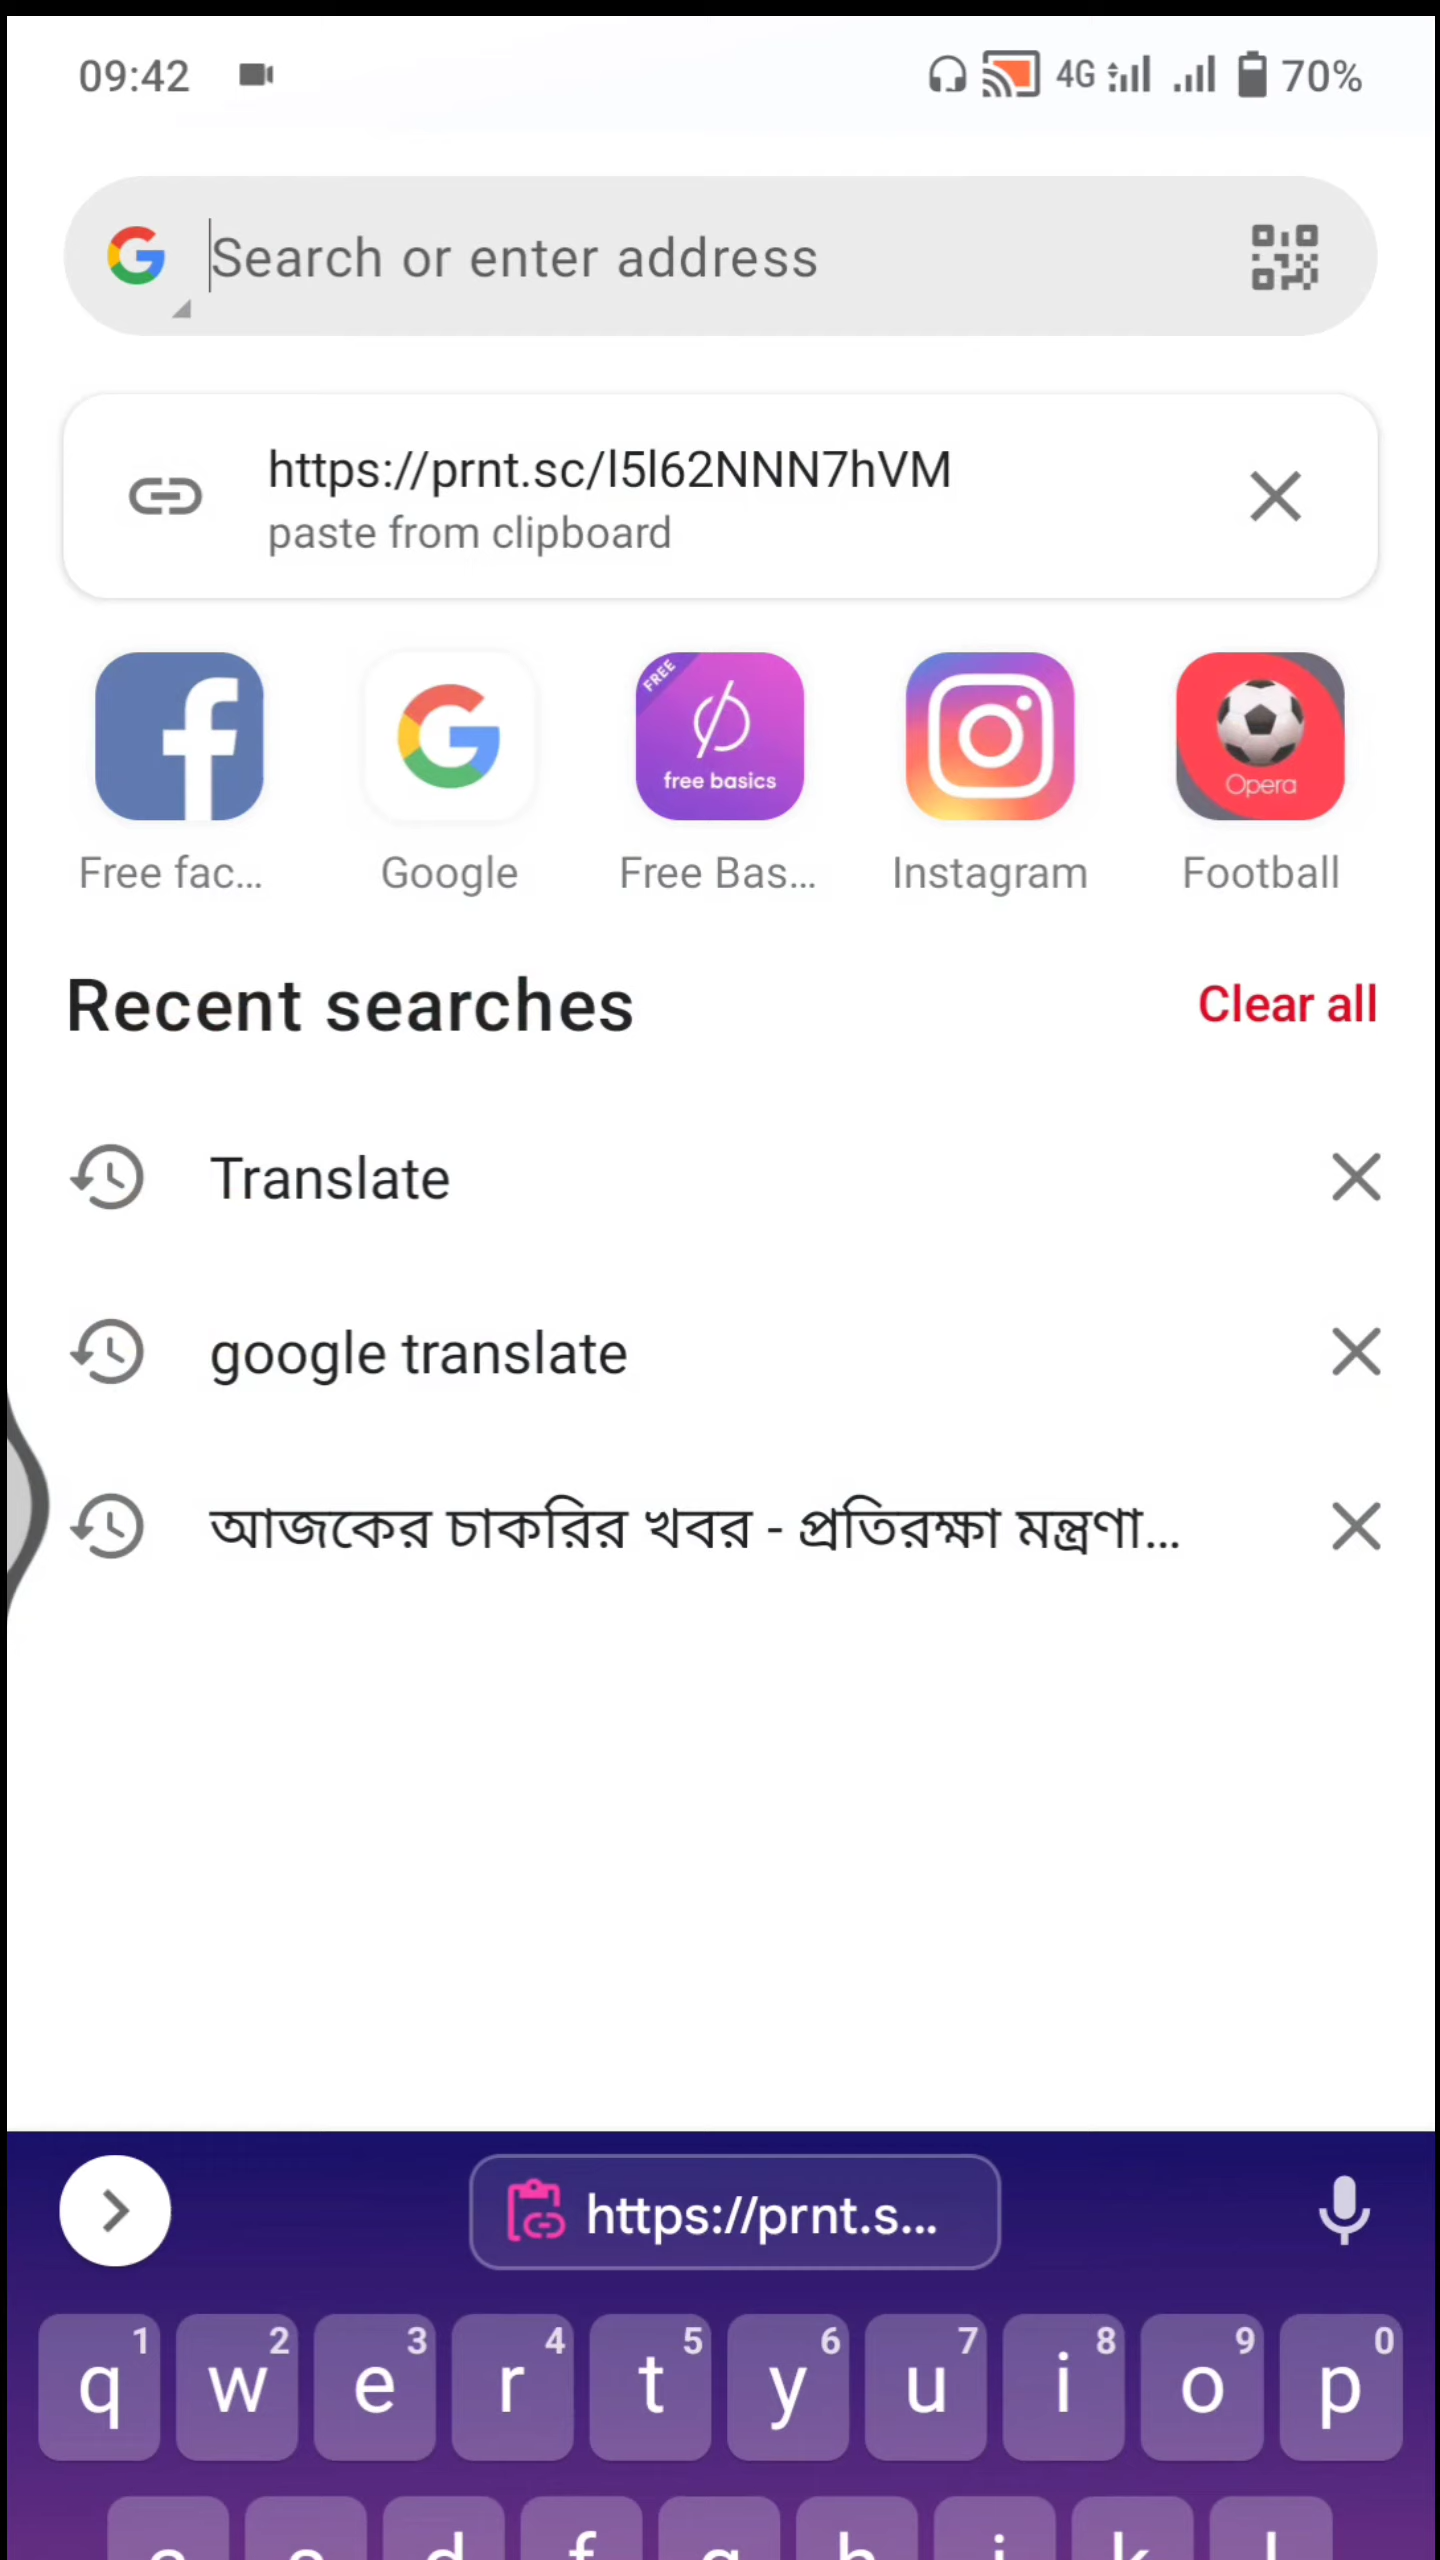 09:42
4G
70%
Search or enter address
https://prnt.sc/l5l62NNN7hVM
paste from clipboard
FREE
free basics
Opera
Free fac...
Google
Free Bas...
Instagram
Football
Recent searches
Clear all
Translate
google translate
আজকের চাকরির খবর - প্রতিরক্ষা মন্ত্রণা...
https://prnt.s...
1 2 3 4 5 6 7 8 9 0
q w e r t y u i o p
a s d f g h j k l